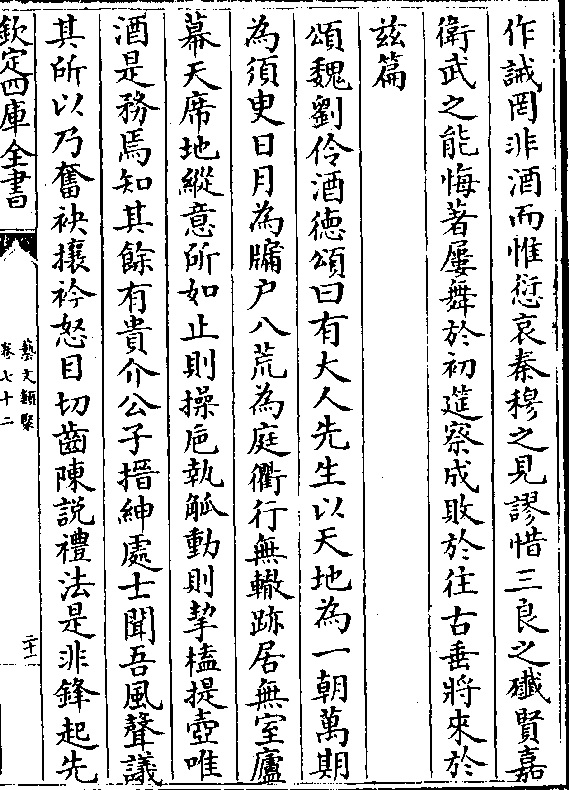 作誡罔非酒而惟愆哀秦穆之見謬惜三良之殲賢嘉
衛武之能悔著屢舞於初筵察成敗於往古垂將來於
兹篇
頌魏劉伶酒徳頌曰有大人先生以天地為一朝萬期
為須臾日月為牖户八荒為庭衢行無轍跡居無室廬
幕天席地縱意所如止則操巵執觚動則挈榼提壺唯
酒是務焉知其餘有貴介公子搢紳處士聞吾風聲議
其所以乃奮袂攘衿怒目切齒陳説禮法是非鋒起先
欽定四庫全書
藝文類聚
卷七十二
二十一